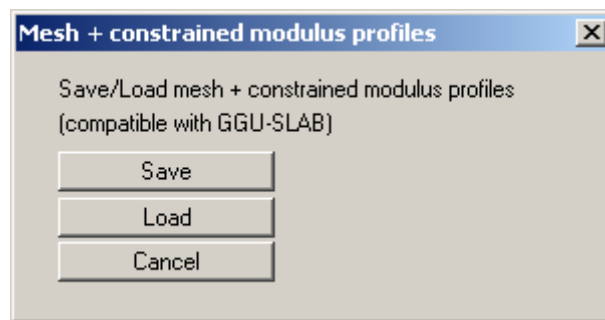 Mesh + constrained modulus profiles
Save/Load mesh + constrained modulus profiles
(compatible with GGU-SLAB)
Save
Load
Cancel